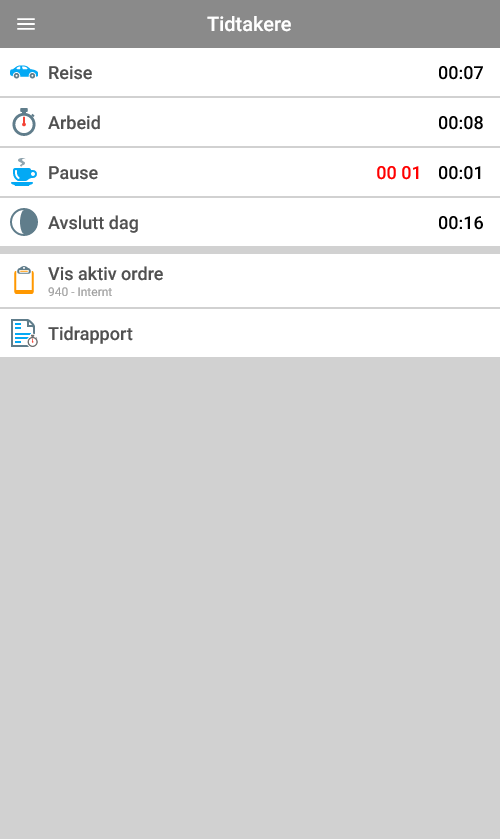 Tidtakere
Reise 00:07
Arbeid 00:08
Pause 00 01 00:01
Avslutt dag 00:16
Vis aktiv ordre
940 - Internt
Tidrapport